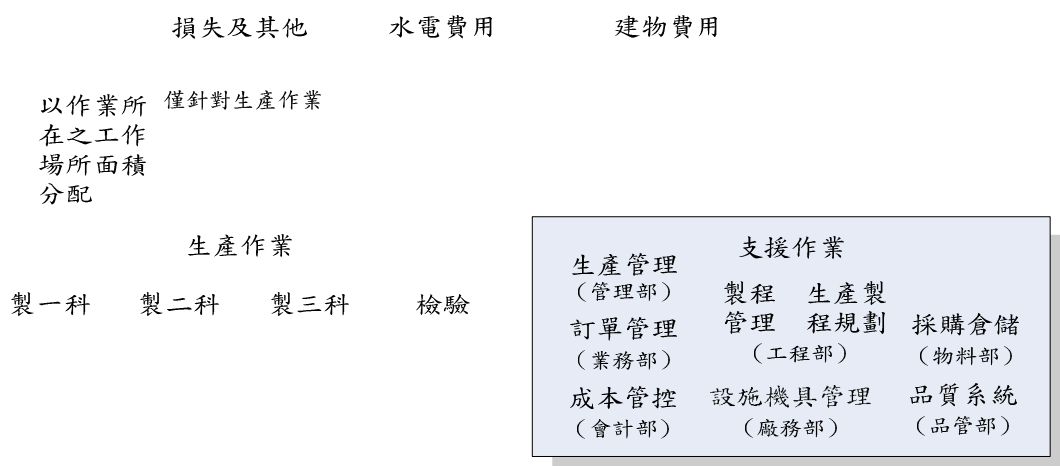 損失及其他
水電費用
建物費用
以作業所
在之工作
場所面積
分配
僅針對生產作業
生產作業
製一科
製二科
製三科
檢驗
支援作業
生產管理
（管理部）
訂單管理
（業務部）
成本管控
（會計部）
製程
管理
生產製
程規劃
（工程部）
設施機具管理
（廠務部）
採購倉儲
（物料部）
品質系統
（品管部）